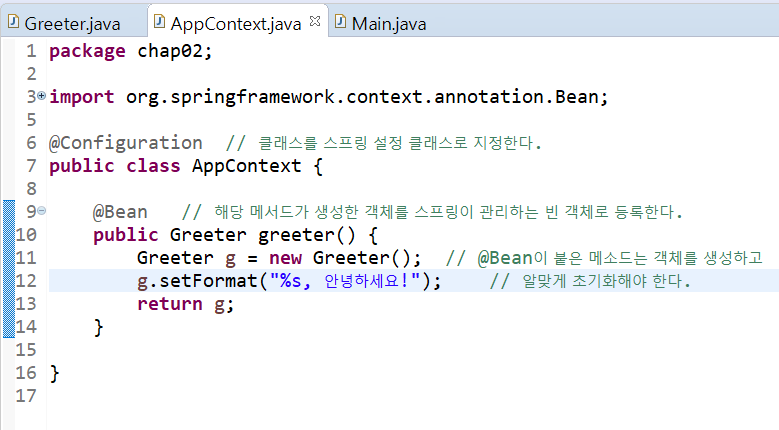 Greeter.java AppContext.java Main.java
1 package chap02;
2
3 import org.springframework.context.annotation.Bean;
5
6 @Configuration // 클래스를 스프링 설정 클래스로 지정한다.
7 public class AppContext {
8
9 @Bean // 해당 메서드가 생성한 객체를 스프링이 관리하는 빈 객체로 등록한다.
10 public Greeter greeter() {
11 Greeter g = new Greeter(); // @Bean이 붙은 메소드는 객체를 생성하고
12 g.setFormat("%s, 안녕하세요!"); // 알맞게 초기화해야 한다.
13 return g;
14 }
15
16 }
17